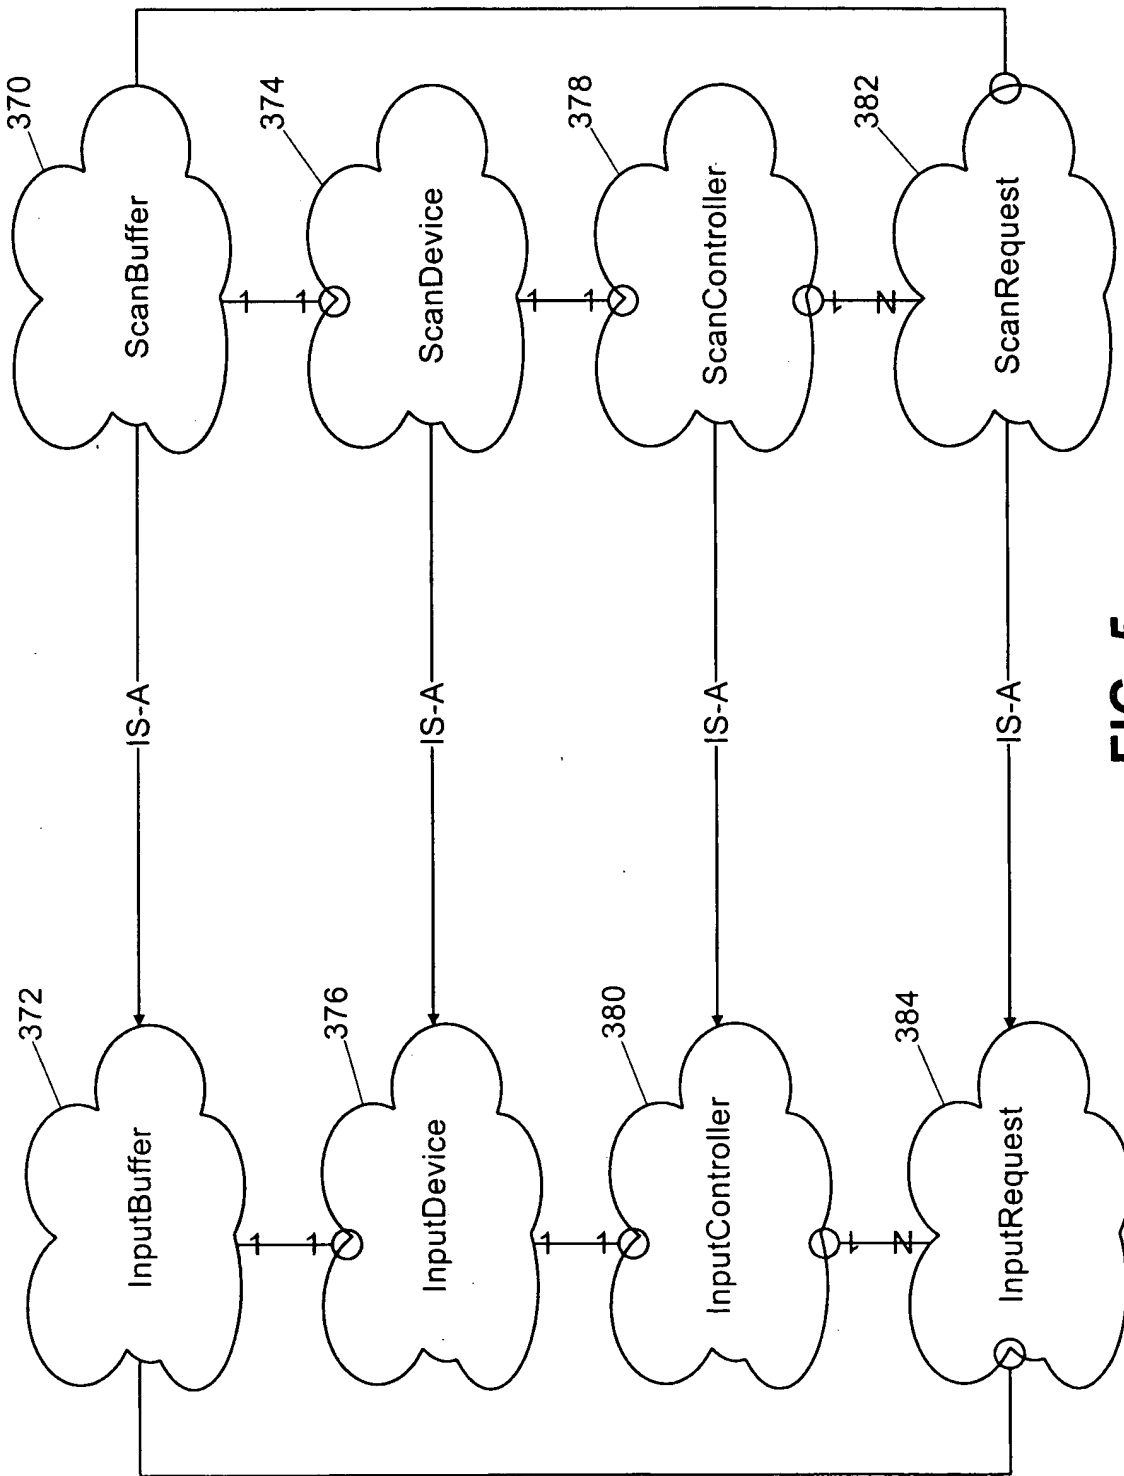 372
370
InputBuffer
IS-A
ScanBuffer
1
1
1
1
376
374
InputDevice
IS-A
ScanDevice
1
1
1
1
380
378
InputController
IS-A
ScanController
1
1
N
N
384
382
InputRequest
IS-A
ScanRequest
FIG. 5